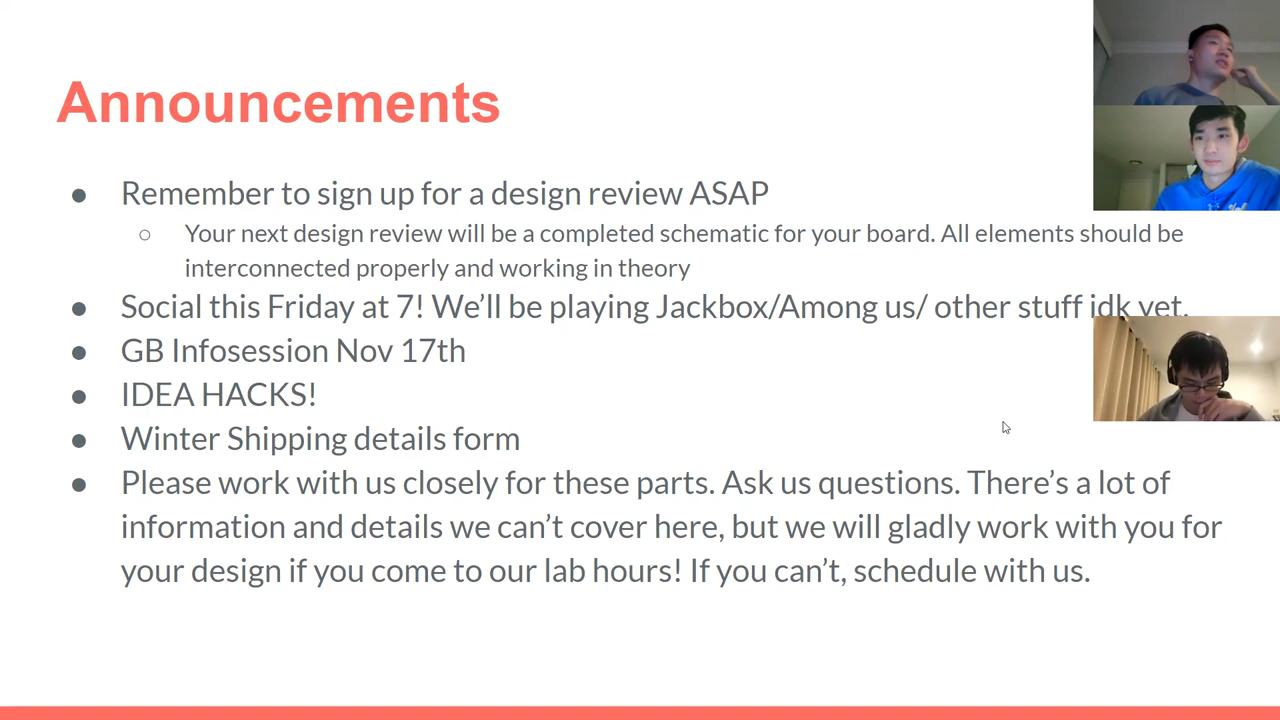 Announcements
● Remember to sign up for a design review ASAP
○ Your next design review will be a completed schematic for your board. All elements should be
interconnected properly and working in theory
● Social this Friday at 7! We’ll be playing Jackbox/Among us/ other stuff idk yet.
● GB Infosession Nov 17th
● IDEA HACKS!
● Winter Shipping details form
● Please work with us closely for these parts. Ask us questions. There’s a lot of
information and details we can’t cover here, but we will gladly work with you for
your design if you come to our lab hours! If you can’t, schedule with us.